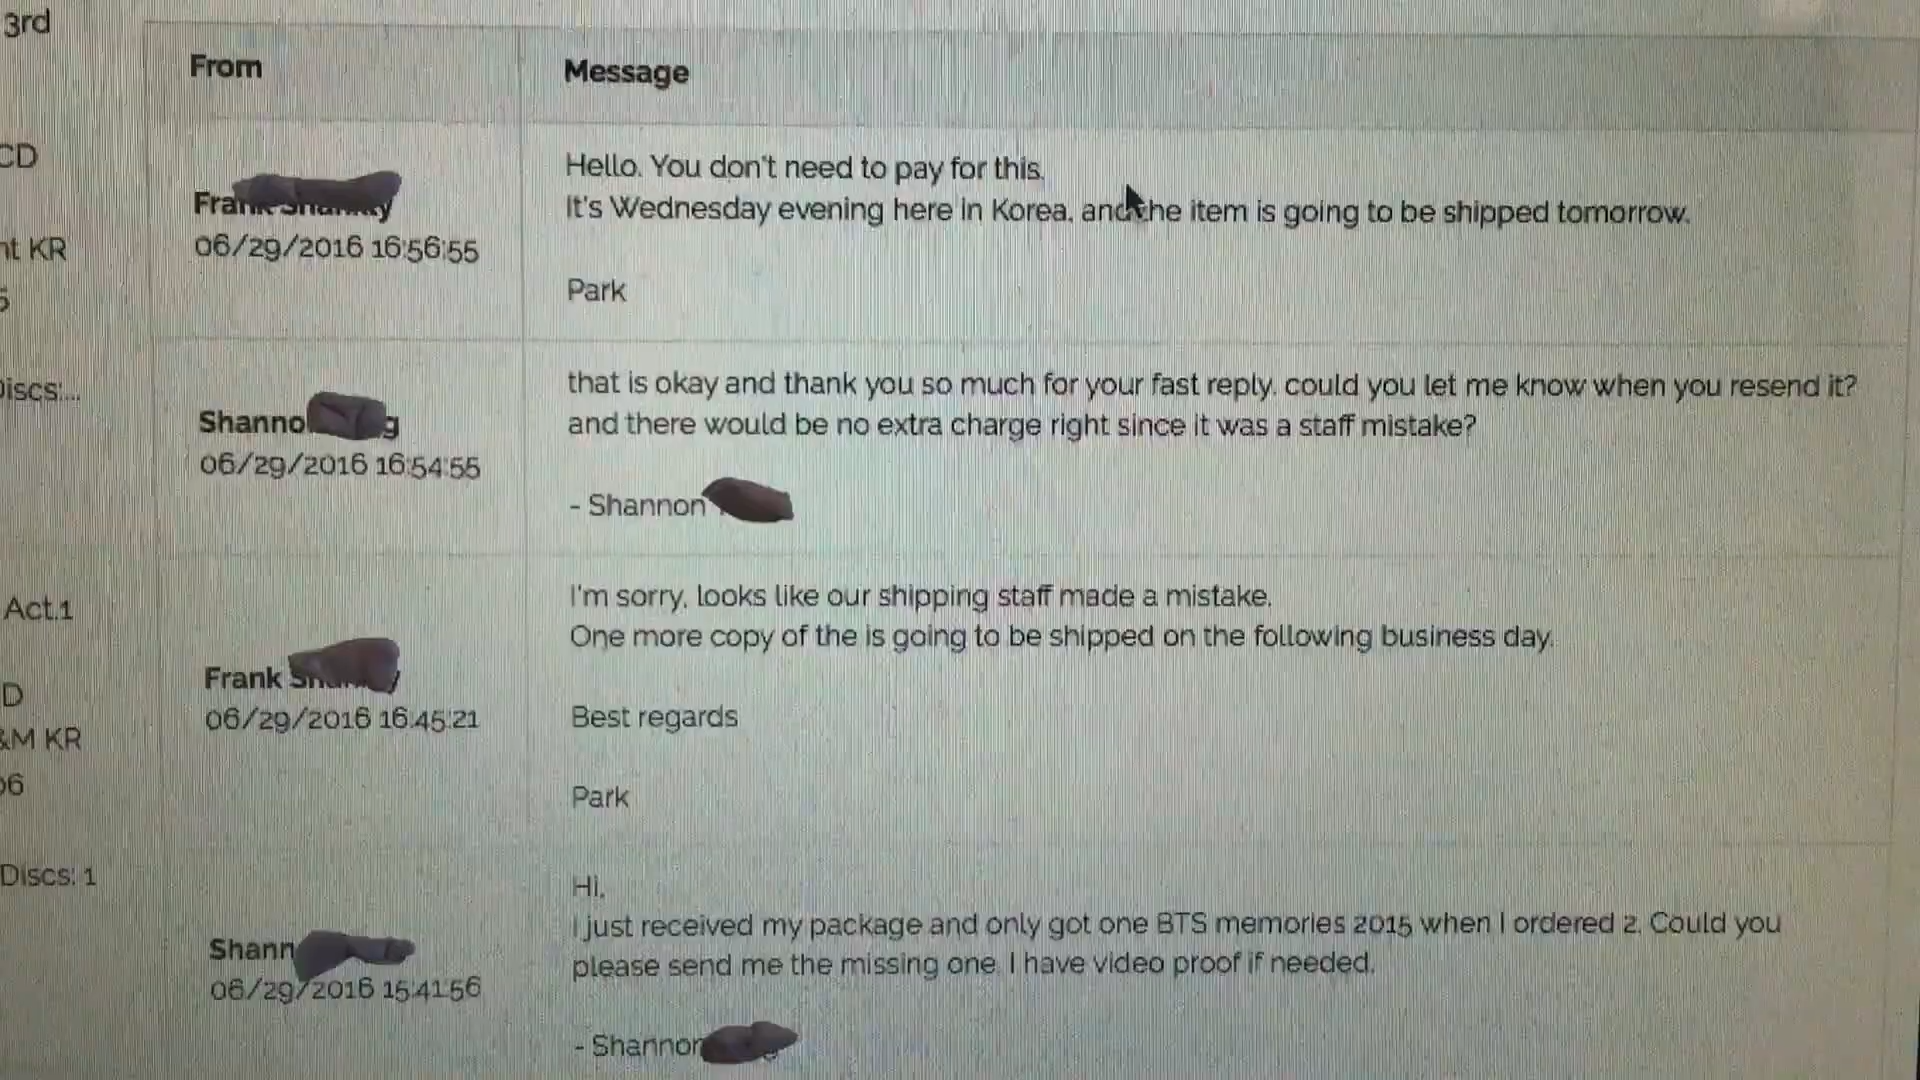 3rd
CD
nt KR
5
Discs:...
Act.1
D
&M KR
06
Discs: 1
From
Message
Frank
06/29/2016 16:56:55
Hello. You don't need to pay for this.
It's Wednesday evening here in Korea, and the item is going to be shipped tomorrow.
Park
Shanno
06/29/2016 16:54:55
that is okay and thank you so much for your fast reply. could you let me know when you resend it?
and there would be no extra charge right since it was a staff mistake?
- Shannon
Frank
06/29/2016 16:45:21
I'm sorry, looks like our shipping staff made a mistake.
One more copy of the is going to be shipped on the following business day.
Best regards
Park
Shann
06/29/2016 15:41:56
Hi,
I just received my package and only got one BTS memories 2015 when I ordered 2. Could you
please send me the missing one. I have video proof if needed.
- Shannon